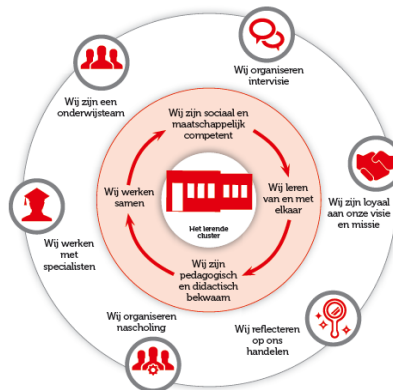 Wij organiseren
intervisie
Wij zijn een
onderwijsteam
Wij zijn sociaal en
maatschappelijk
competent
Wij werken
samen
Wij leren
van en met
elkaar
Wij zijn loyaal
aan onze visie
en missie
Het lerende
cluster
Wij werken
met
specialisten
Wij zijn
pedagogisch
en didactisch
bekwaam
Wij reflecteren
op ons
handelen
Wij organiseren
nascholing